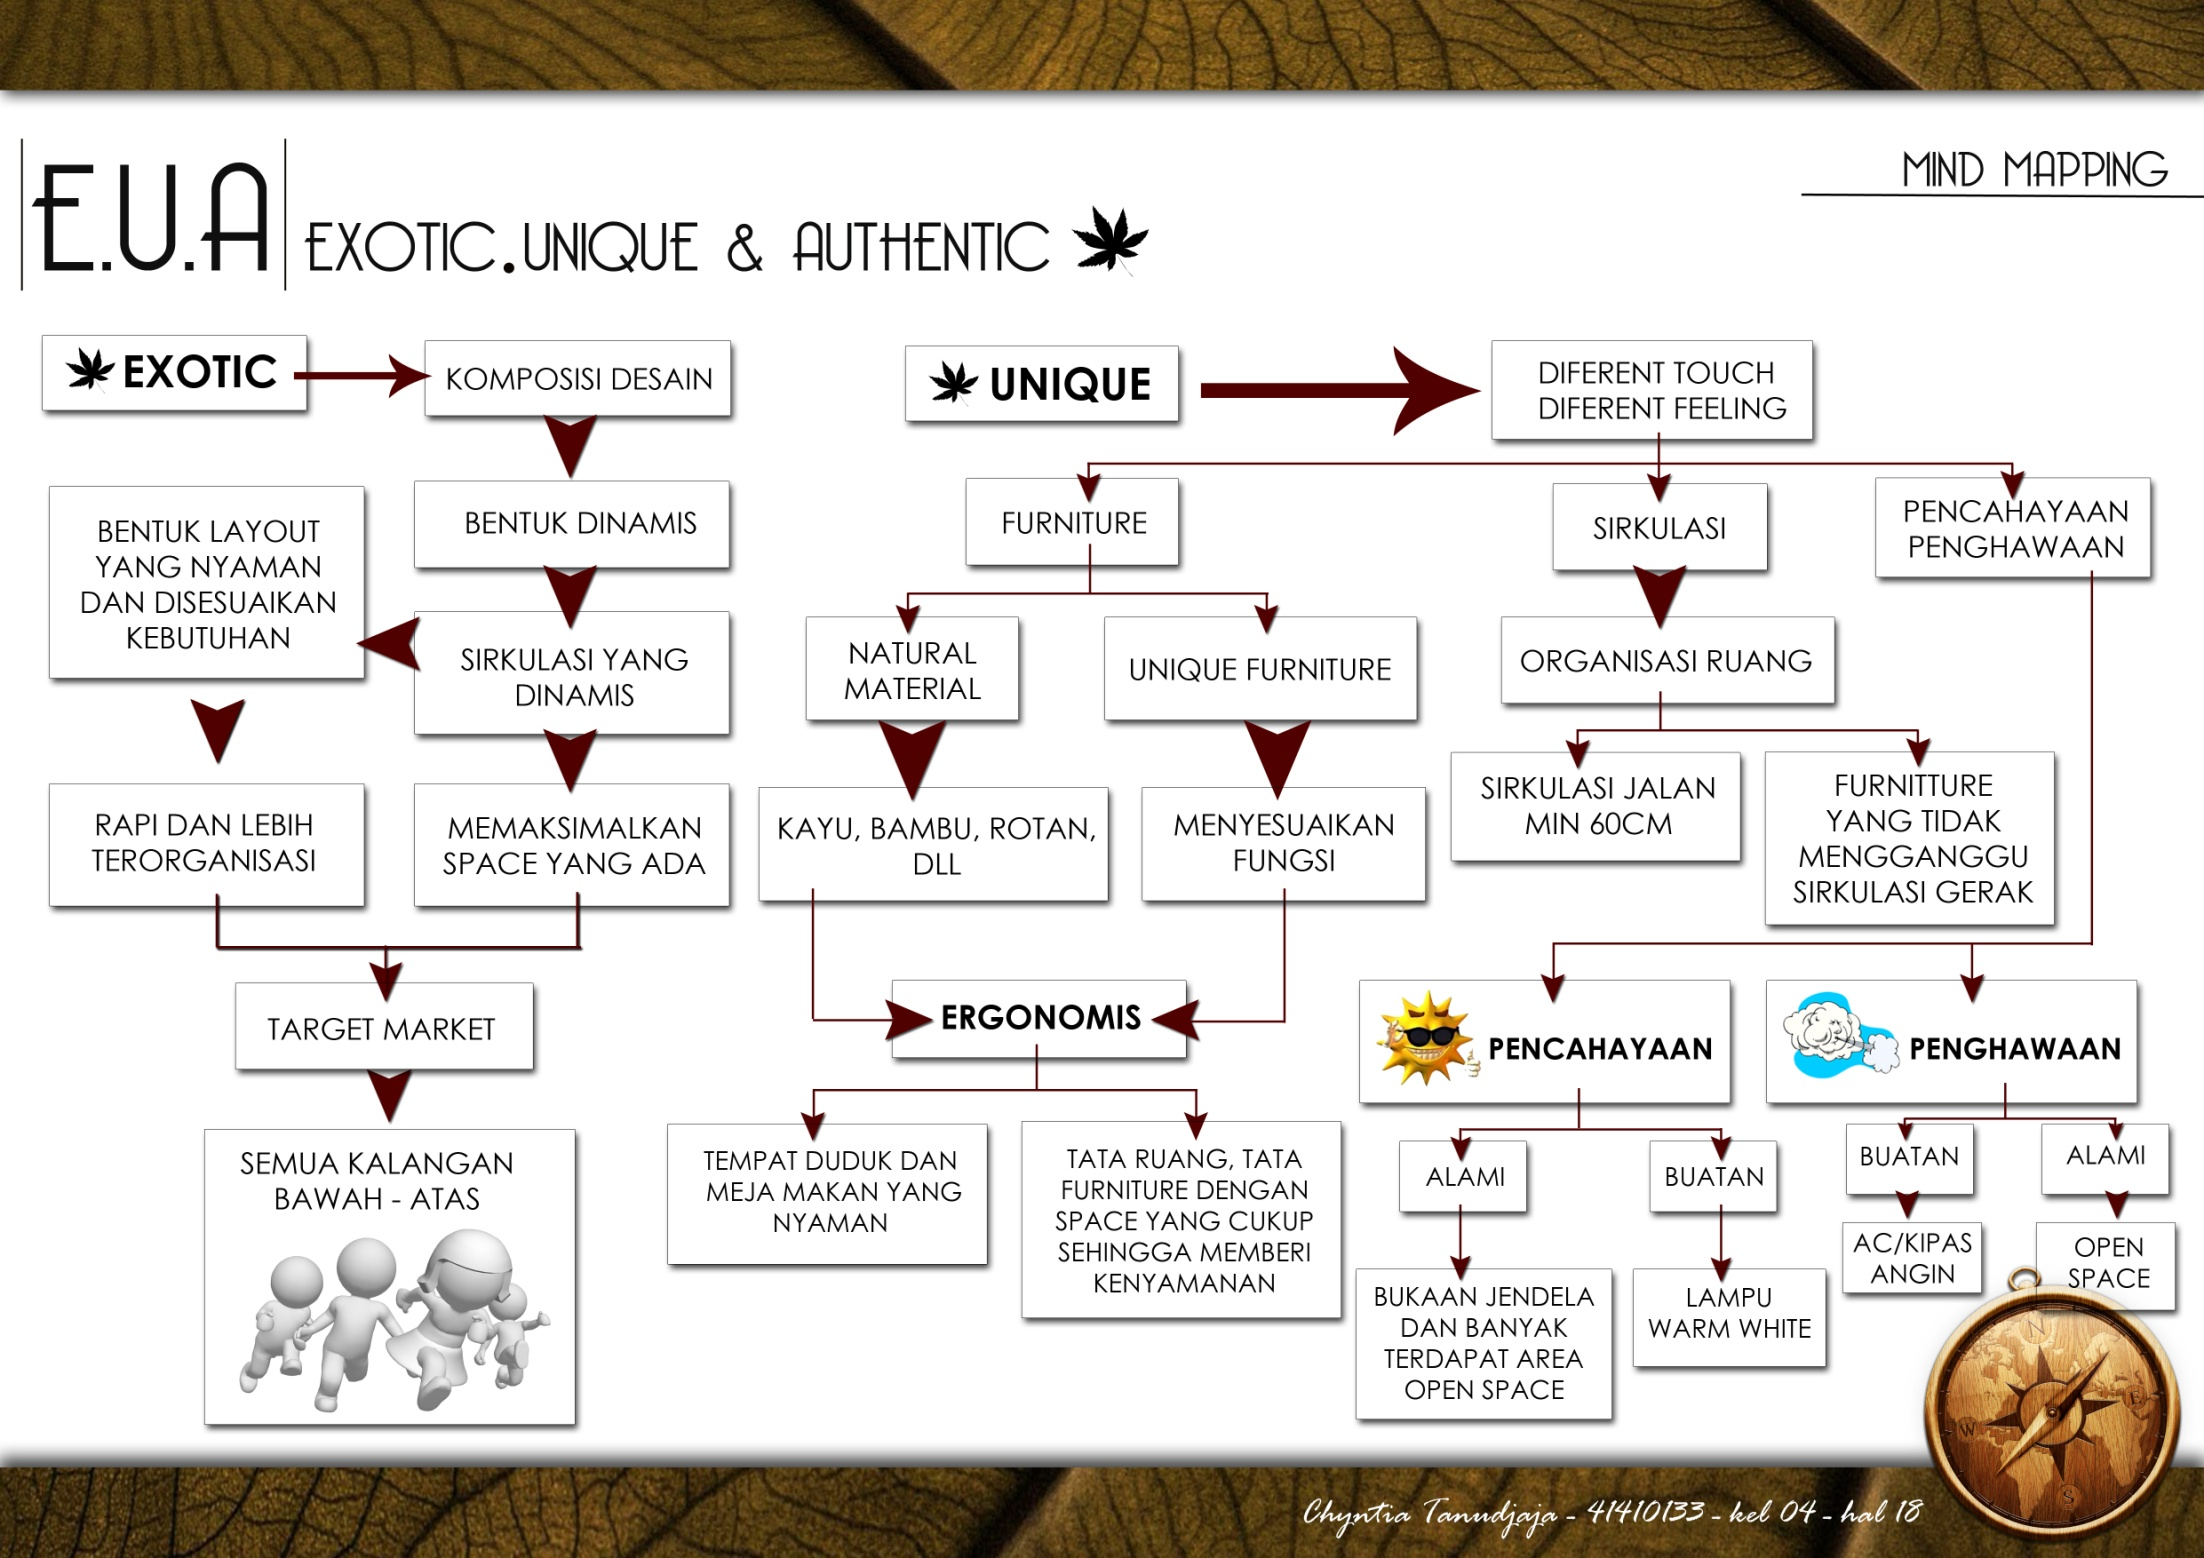 E.U.A
EXOTIC.UNIQUE & AUTHENTIC
MIND MAPPING
EXOTIC
KOMPOSISI DESAIN
BENTUK DINAMIS
SIRKULASI YANG
DINAMIS
BENTUK LAYOUT
YANG NYAMAN
DAN DISESUAIKAN
KEBUTUHAN
RAPI DAN LEBIH
TERORGANISASI
MEMAKSIMALKAN
SPACE YANG ADA
TARGET MARKET
SEMUA KALANGAN
BAWAH - ATAS
UNIQUE
DIFERENT TOUCH
DIFERENT FEELING
FURNITURE
SIRKULASI
PENCAHAYAAN
PENGHAWAAN
NATURAL
MATERIAL
UNIQUE FURNITURE
KAYU, BAMBU, ROTAN,
DLL
MENYESUAIKAN
FUNGSI
ERGONOMIS
TEMPAT DUDUK DAN
MEJA MAKAN YANG
NYAMAN
TATA RUANG, TATA
FURNITURE DENGAN
SPACE YANG CUKUP
SEHINGGA MEMBERI
KENYAMANAN
ORGANISASI RUANG
SIRKULASI JALAN
MIN 60CM
FURNITTURE
YANG TIDAK
MENGGANGGU
SIRKULASI GERAK
PENCAHAYAAN
ALAMI
BUATAN
BUKAAN JENDELA
DAN BANYAK
TERDAPAT AREA
OPEN SPACE
LAMPU
WARM WHITE
PENGHAWAAN
BUATAN
ALAMI
AC/KIPAS
ANGIN
OPEN
SPACE
N
E
W
S
Chyntia Tanudjaja - 41410133 - kel 04 - hal 18